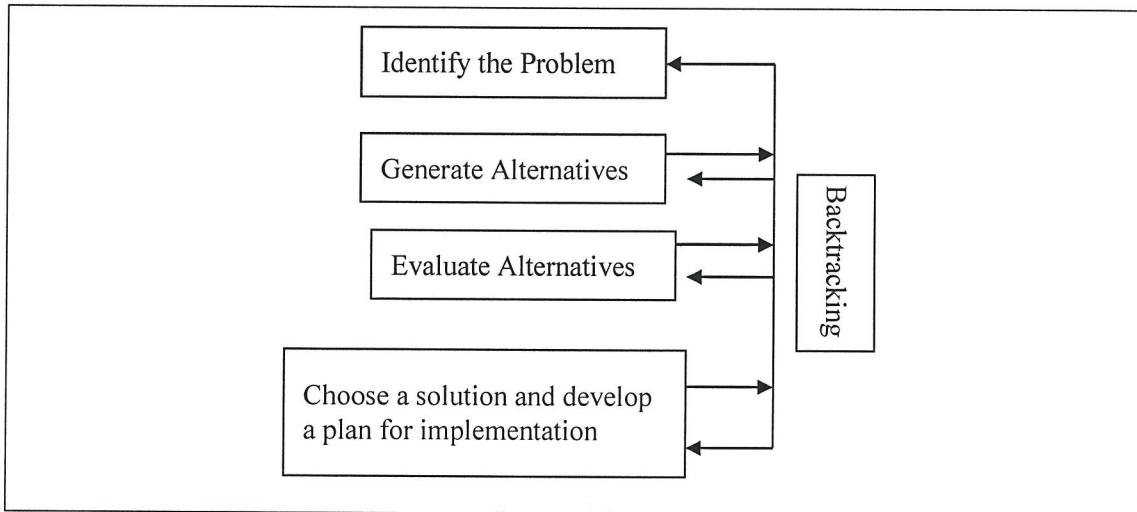 Identify the Problem
Generate Alternatives
Evaluate Alternatives
Backtracking
Choose a solution and develop
a plan for implementation